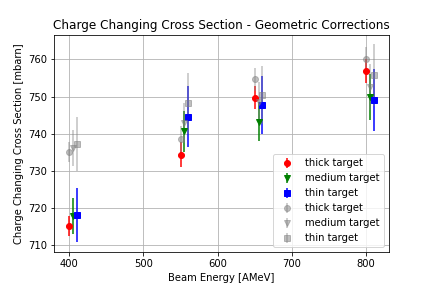 Charge Changing Cross Section - Geometric Corrections
Charge Changing Cross Section [mbarn]
760
750
740
730
720
710
thick target
medium target
thin target
thick target
medium target
thin target
400
500
600
700
800
Beam Energy [AMeV]